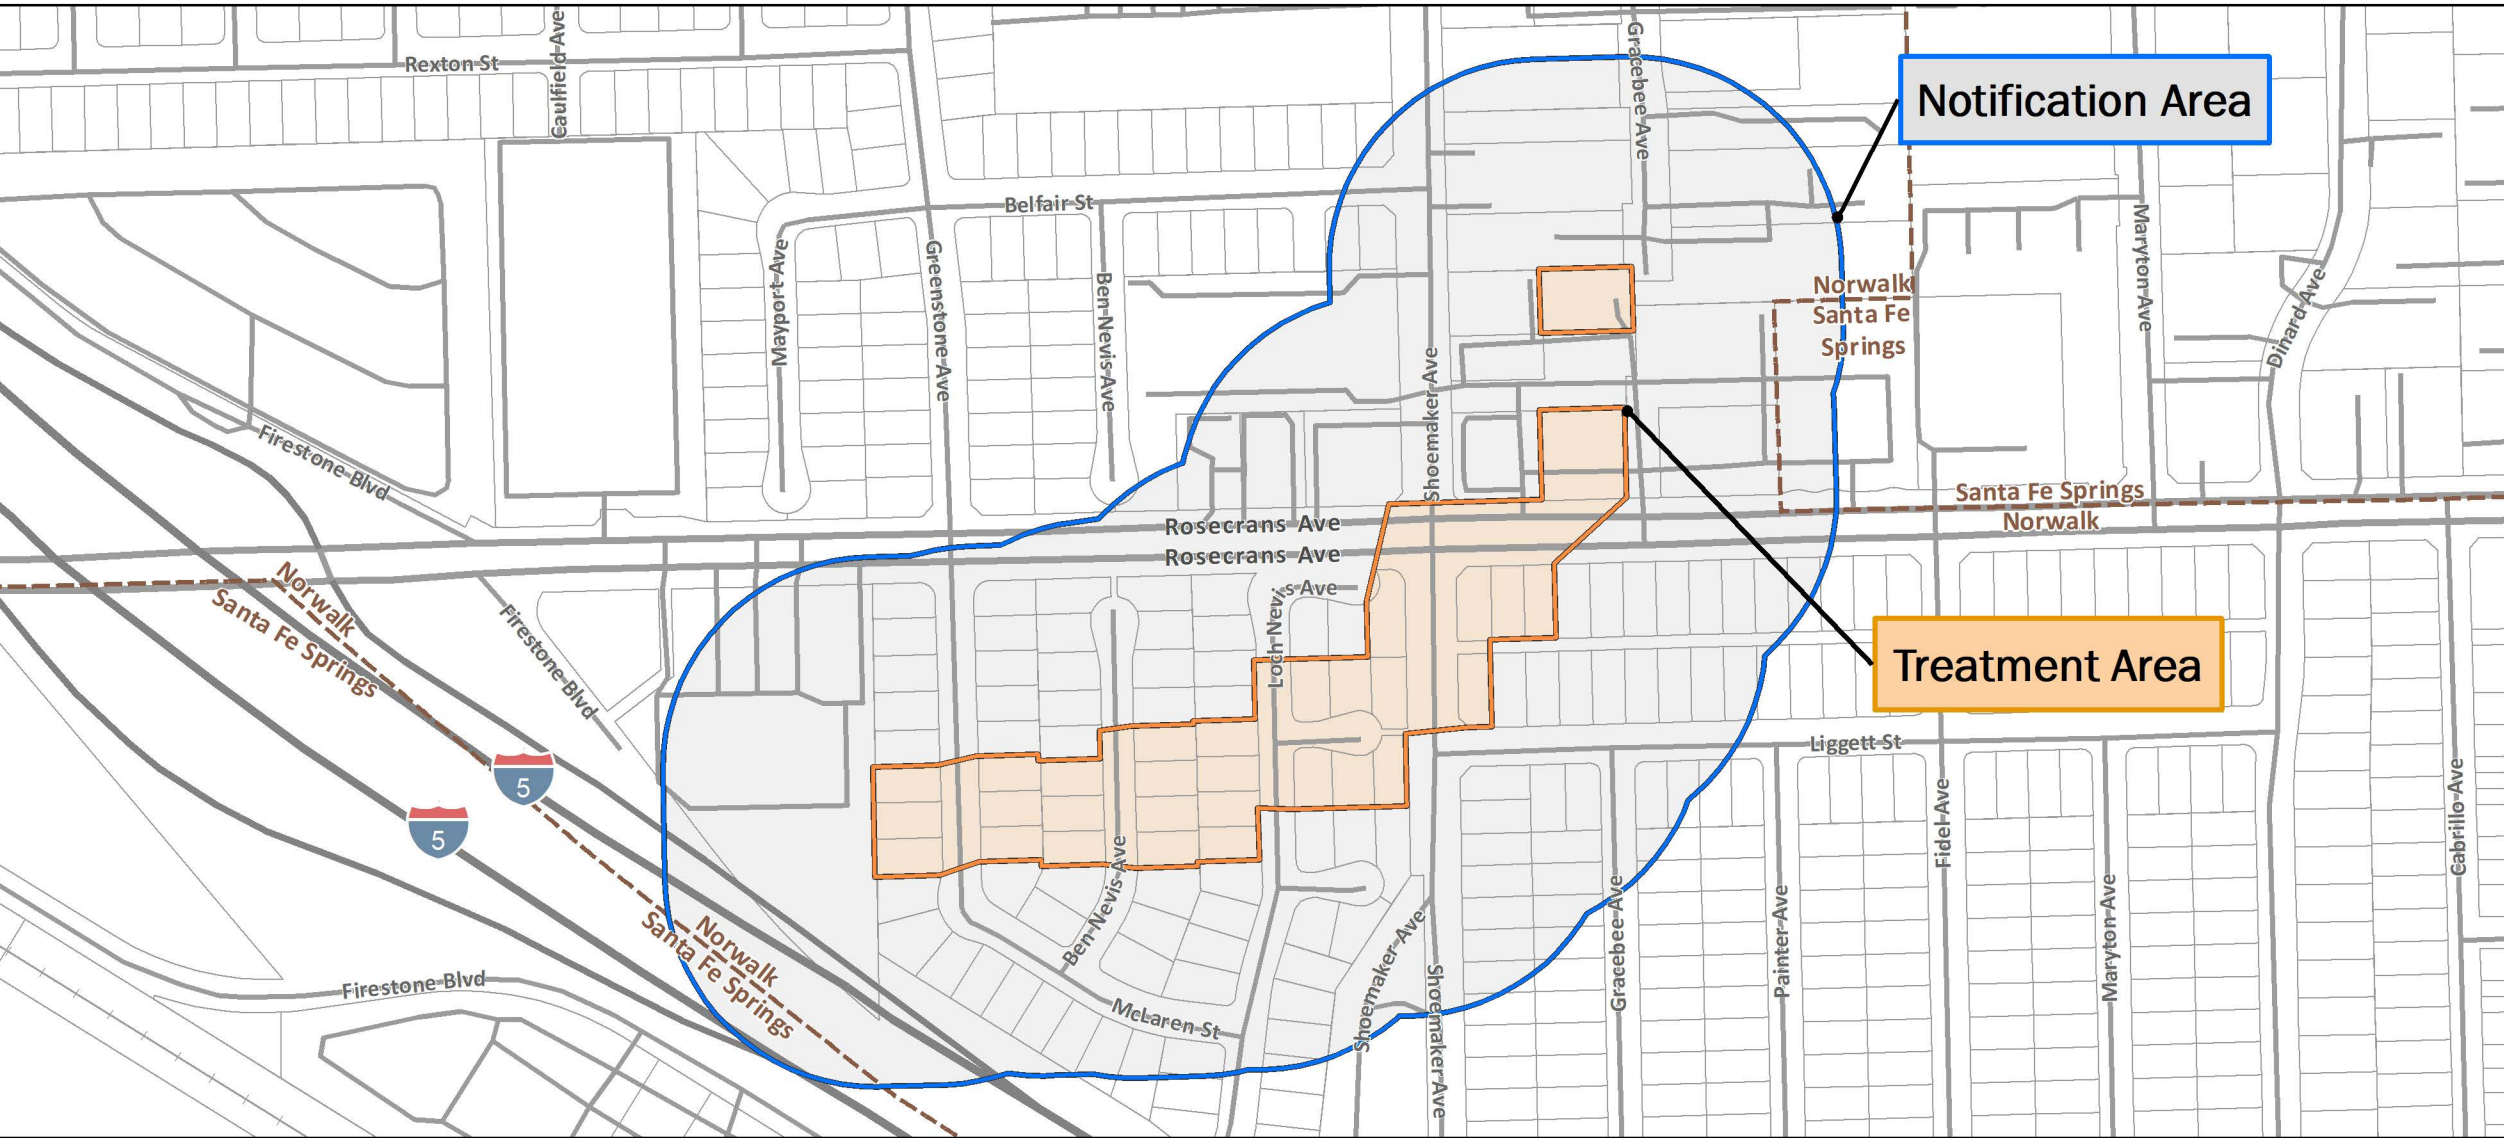 Rexton St
Caulfield Ave
Gracebee Ave
Notification Area
Belfair St
Maryton Ave
Mayport Ave
Greenstone Ave
Ben Nevis Ave
Norwalk
Santa Fe
Springs
Dinard Ave
Shoemaker Ave
Firestone Blvd
Santa Fe Springs
Norwalk
Rosecrans Ave
Rosecrans Ave
s Ave
Loch Nevis
Norwalk
Santa Fe Springs
Firestone Blvd
Treatment Area
Liggett St
5
5
Fidel Ave
Cabrillo Ave
Ben Nevis Ave
Gracebee Ave
Painter Ave
Maryton Ave
Norwalk
Santa Fe Springs
Firestone Blvd
McLaren St
Shoemaker Ave
Shoemaker Ave